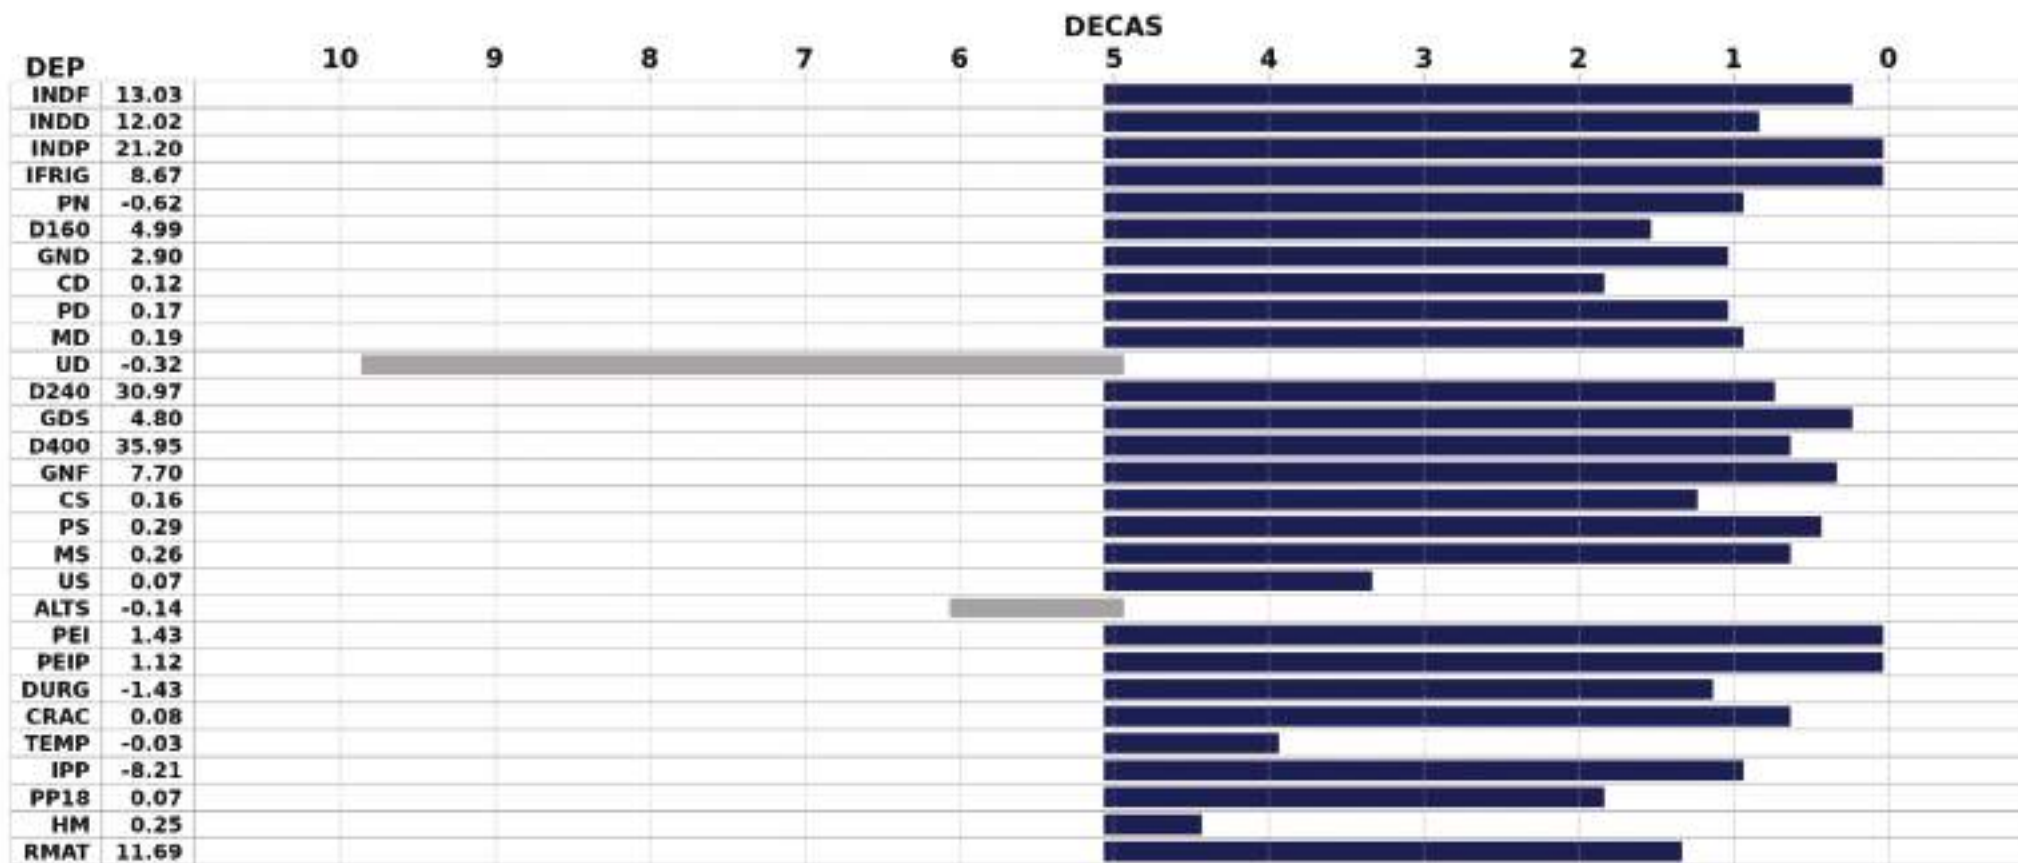 DECAS
DEP 10 9 8 7 6 5 4 3 2 1 0
INDF 13.03
INDD 12.02
INDP 21.20
IFRIG 8.67
PN -0.62
D160 4.99
GND 2.90
CD 0.12
PD 0.17
MD 0.19
UD -0.32
D240 30.97
GDS 4.80
D400 35.95
GNF 7.70
CS 0.16
PS 0.29
MS 0.26
US 0.07
ALTS -0.14
PEI 1.43
PEIP 1.12
DURG -1.43
CRAC 0.08
TEMP -0.03
IPP -8.21
PP18 0.07
HM 0.25
RMAT 11.69